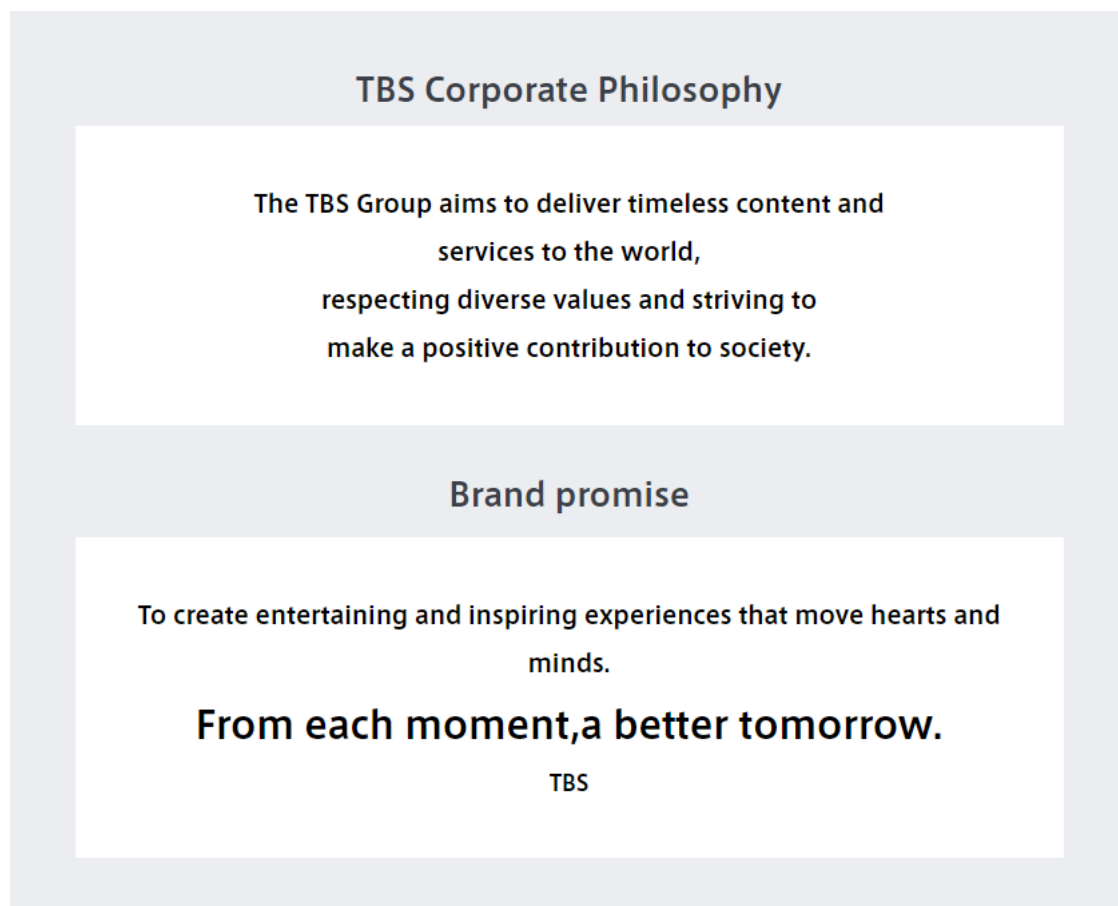 TBS Corporate Philosophy
The TBS Group aims to deliver timeless content and
services to the world,
respecting diverse values and striving to
make a positive contribution to society.
Brand promise
To create entertaining and inspiring experiences that move hearts and
minds.
From each moment,a better tomorrow.
TBS